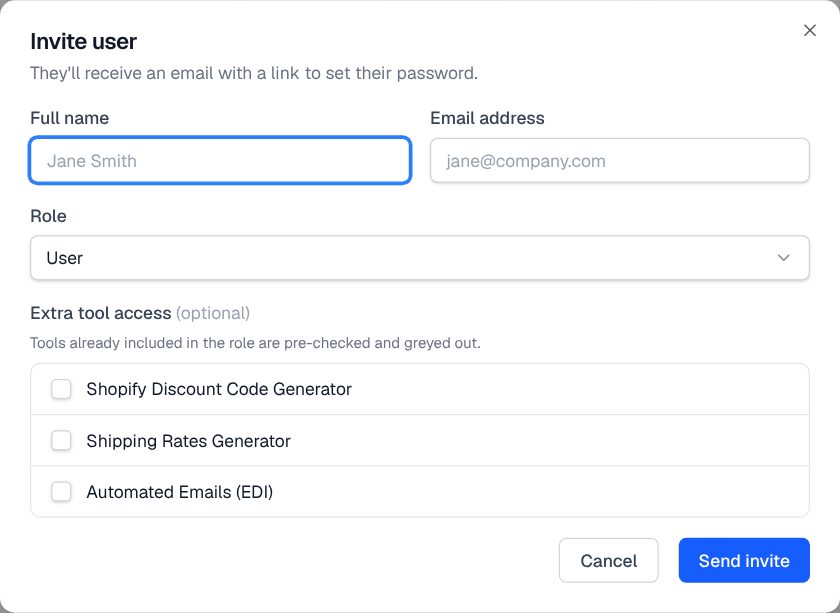 Invite user
They'll receive an email with a link to set their password.
Full name
Email address
Jane Smith
jane@company.com
Role
User
Extra tool access (optional)
Tools already included in the role are pre-checked and greyed out.
Shopify Discount Code Generator
Shipping Rates Generator
Automated Emails (EDI)
Cancel
Send invite